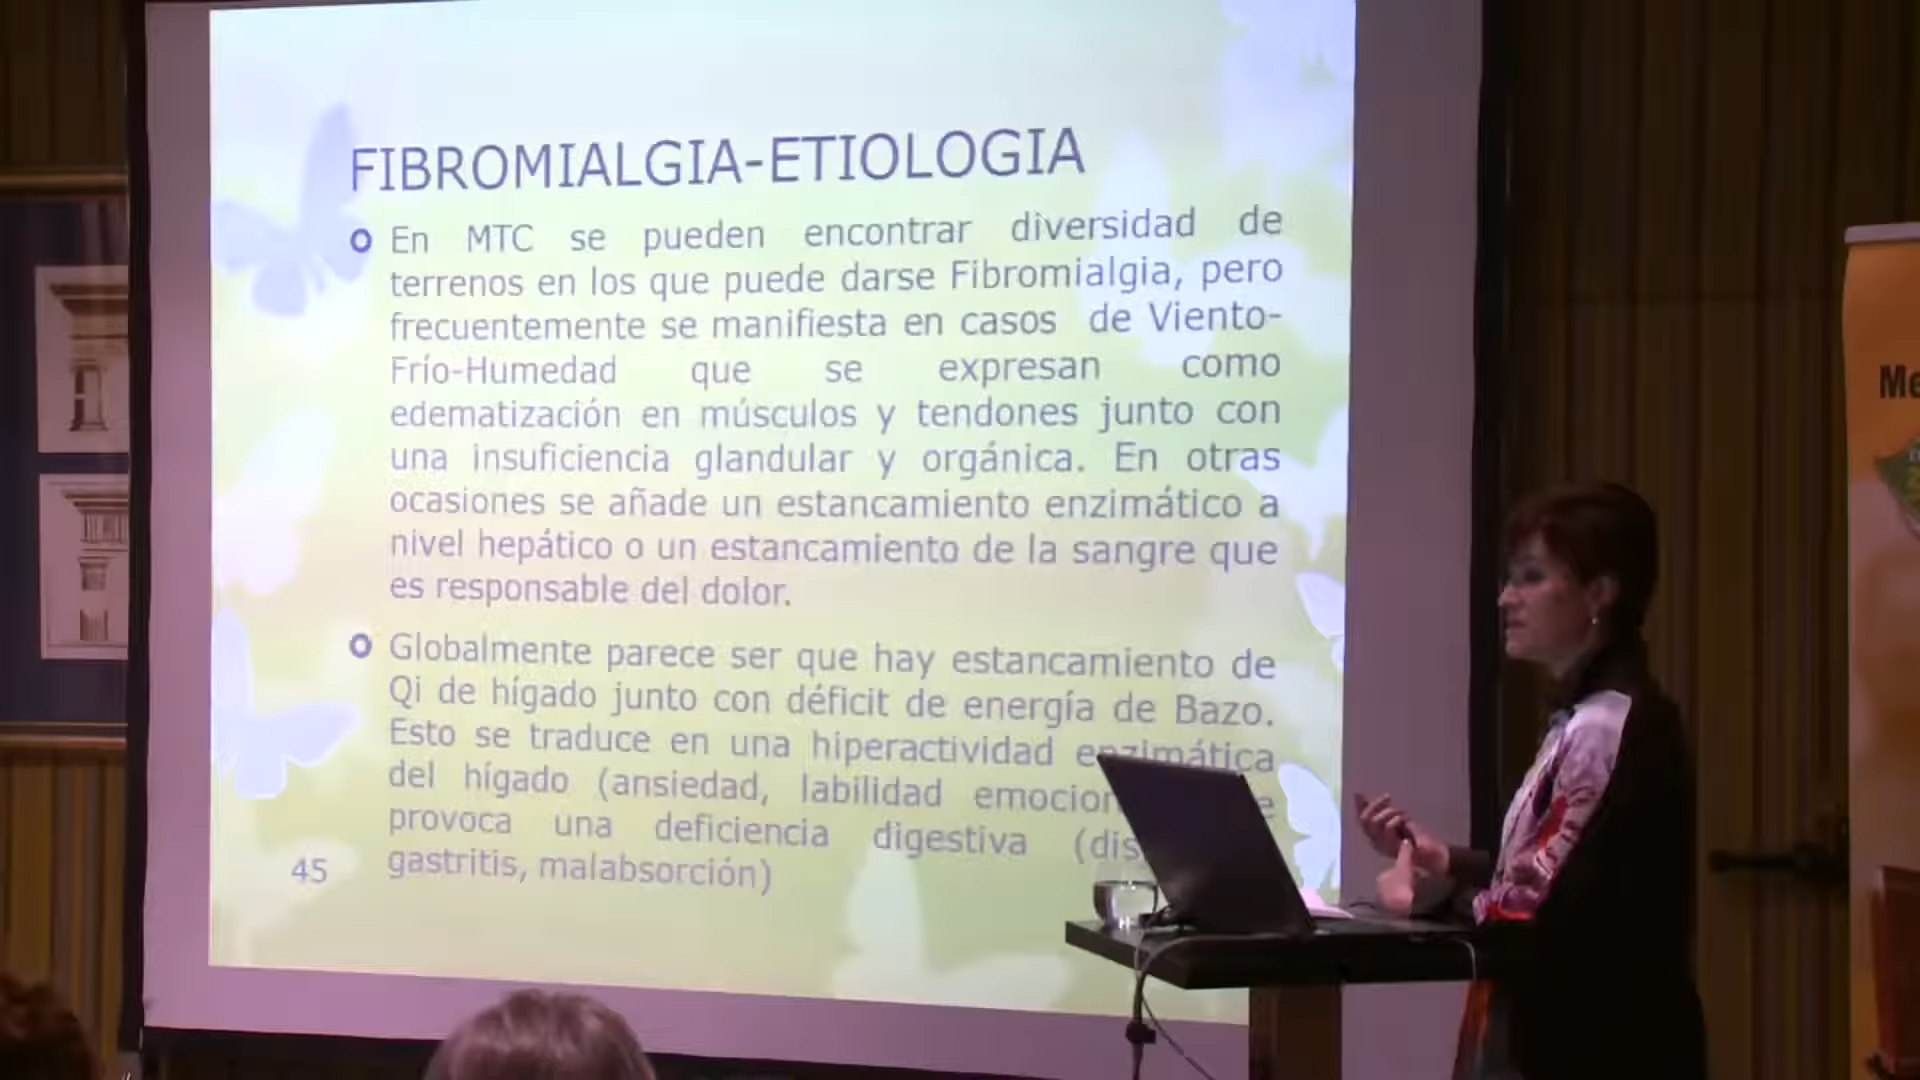 FIBROMIALGIA-ETIOLOGIA
En MTC se pueden encontrar diversidad de
terrenos en los que puede darse Fibromialgia, pero
frecuentemente se manifiesta en casos de Viento-
Frío-Humedad que se expresan como
edematización en músculos y tendones junto con
una insuficiencia glandular y orgánica. En otras
ocasiones se añade un estancamiento enzimático a
nivel hepático o un estancamiento de la sangre que
es responsable del dolor.
Globalmente parece ser que hay estancamiento de
Qi de hígado junto con déficit de energía de Bazo.
Esto se traduce en una hiperactividad enzimática
del hígado (ansiedad, labilidad
provoca una deficiencia digestiva
gastritis, malabsorción)
45
Me